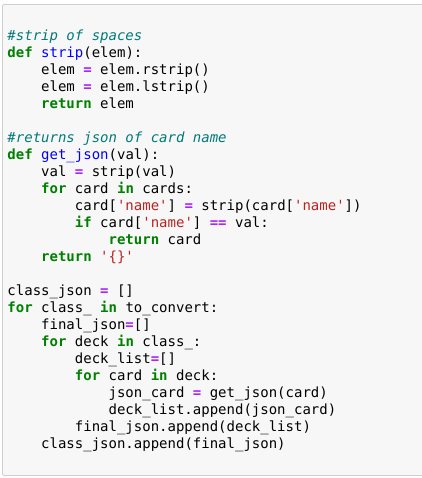 #strip of spaces
def strip(elem):
    elem = elem.rstrip()
    elem = elem.lstrip()
    return elem

#returns json of card name
def get_json(val):
    val = strip(val)
    for card in cards:
        card['name'] = strip(card['name'])
        if card['name'] == val:
            return card
    return '{}'

class_json = []
for class_ in to_convert:
    final_json=[]
    for deck in class_:
        deck_list=[]
        for card in deck:
            json_card = get_json(card)
            deck_list.append(json_card)
        final_json.append(deck_list)
    class_json.append(final_json)